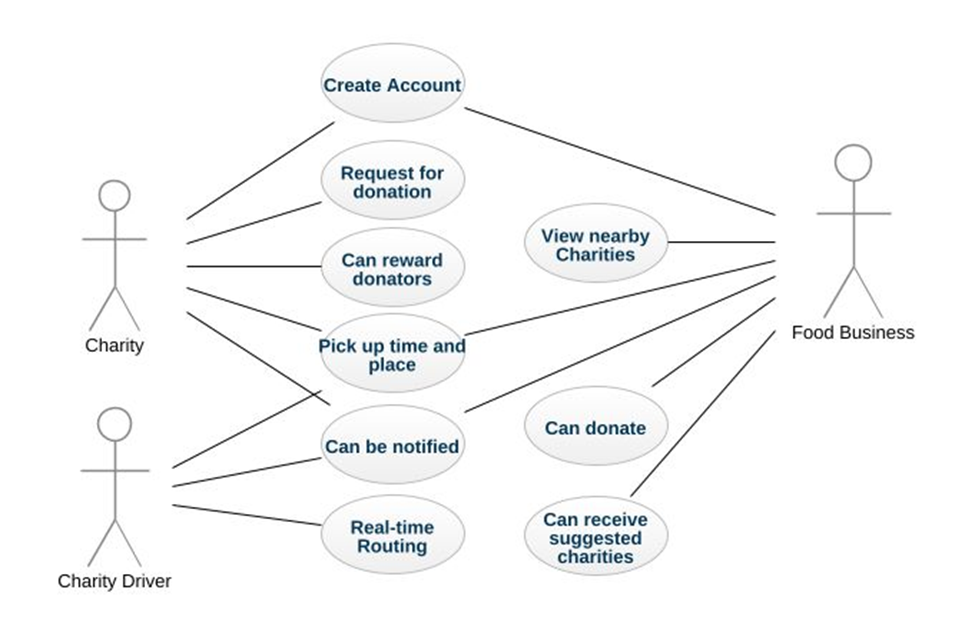 Create Account
Request for
donation
Can reward
donators
Pick up time and
place
Can be notified
Real-time
Routing
View nearby
Charities
Can donate
Can receive
suggested
charities
Charity
Charity Driver
Food Business